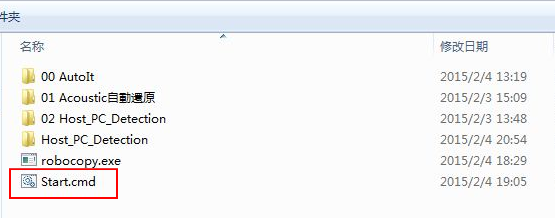 件夹
名称 修改日期
00 AutoIt 2015/2/4 13:19
01 Acoustic自動還原 2015/2/3 15:09
02 Host_PC_Detection 2015/2/3 13:48
Host_PC_Detection 2015/2/4 20:54
robocopy.exe 2015/2/4 18:29
Start.cmd 2015/2/4 19:05